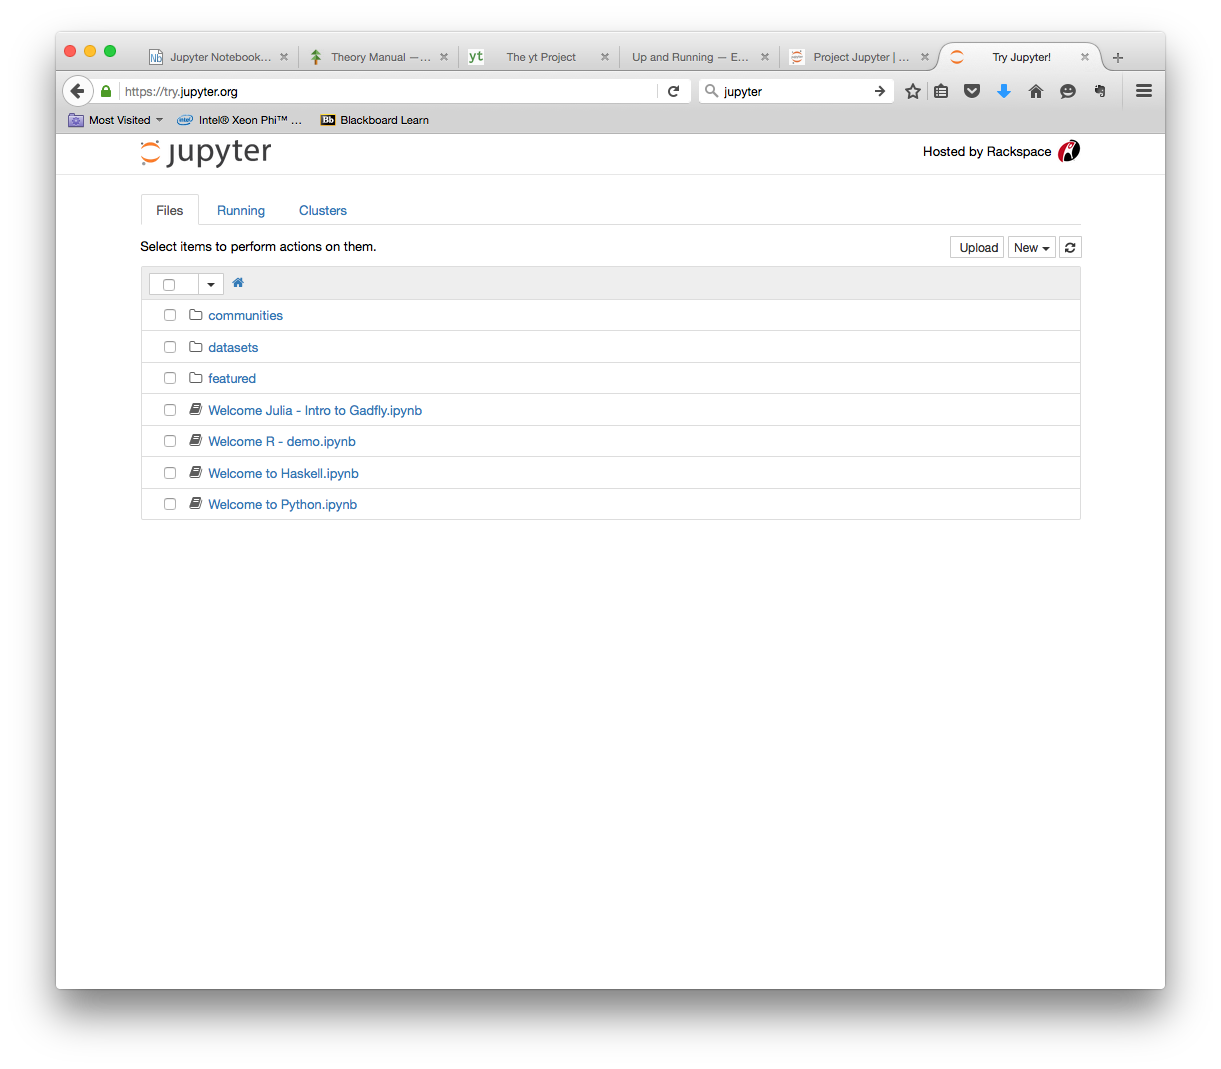 Jupyter Notebook... Theory Manual —... yt The yt Project Up and Running — E... Project Jupyter | ... Try Jupyter!
https://try.jupyter.org jupyter
Most Visited Intel® Xeon Phi™ ... Bb Blackboard Learn
jupyter Hosted by Rackspace
Files Running Clusters
Select items to perform actions on them. Upload New
communities
datasets
featured
Welcome Julia - Intro to Gadfly.ipynb
Welcome R - demo.ipynb
Welcome to Haskell.ipynb
Welcome to Python.ipynb